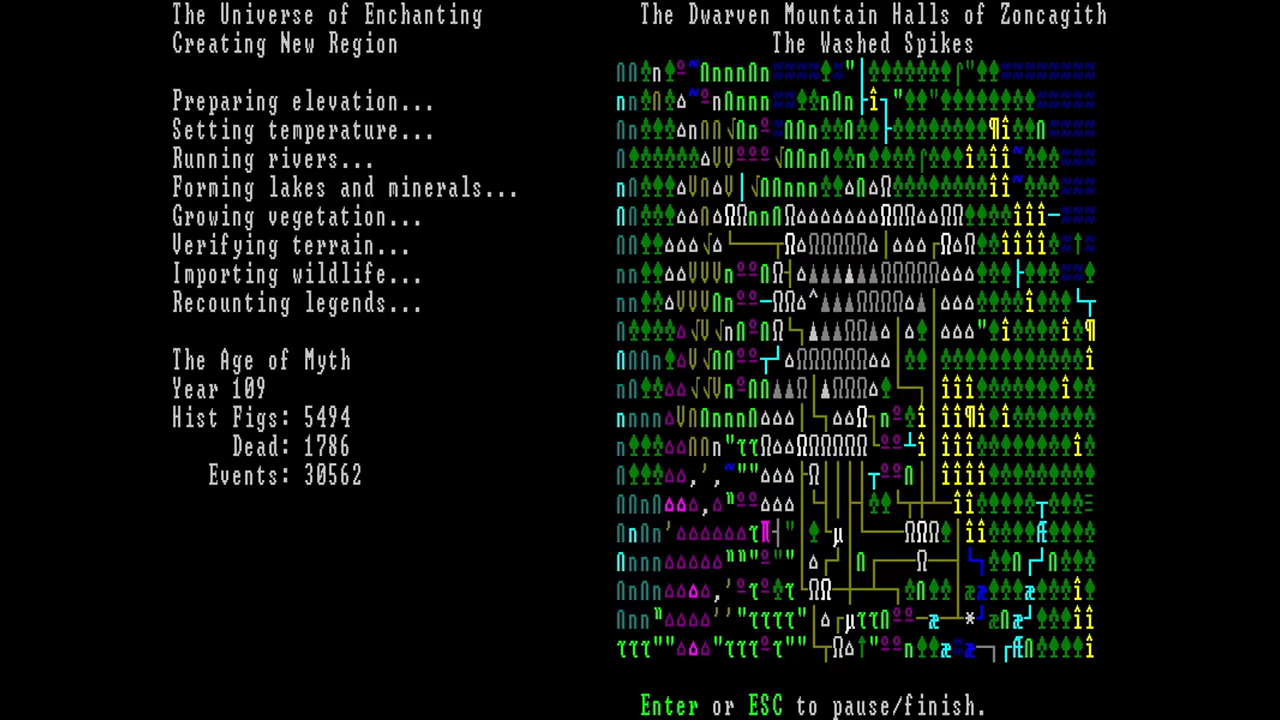 The Universe of Enchanting
Creating New Region
Preparing elevation...
Setting temperature...
Running rivers...
Forming lakes and minerals...
Growing vegetation...
Verifying terrain...
Importing wildlife...
Recounting legends...
The Age of Myth
Year 109
Hist Figs: 5494
Dead: 1786
Events: 30562
The Dwarven Mountain Halls of Zoncagith
The Washed Spikes
Enter or ESC to pause/finish.